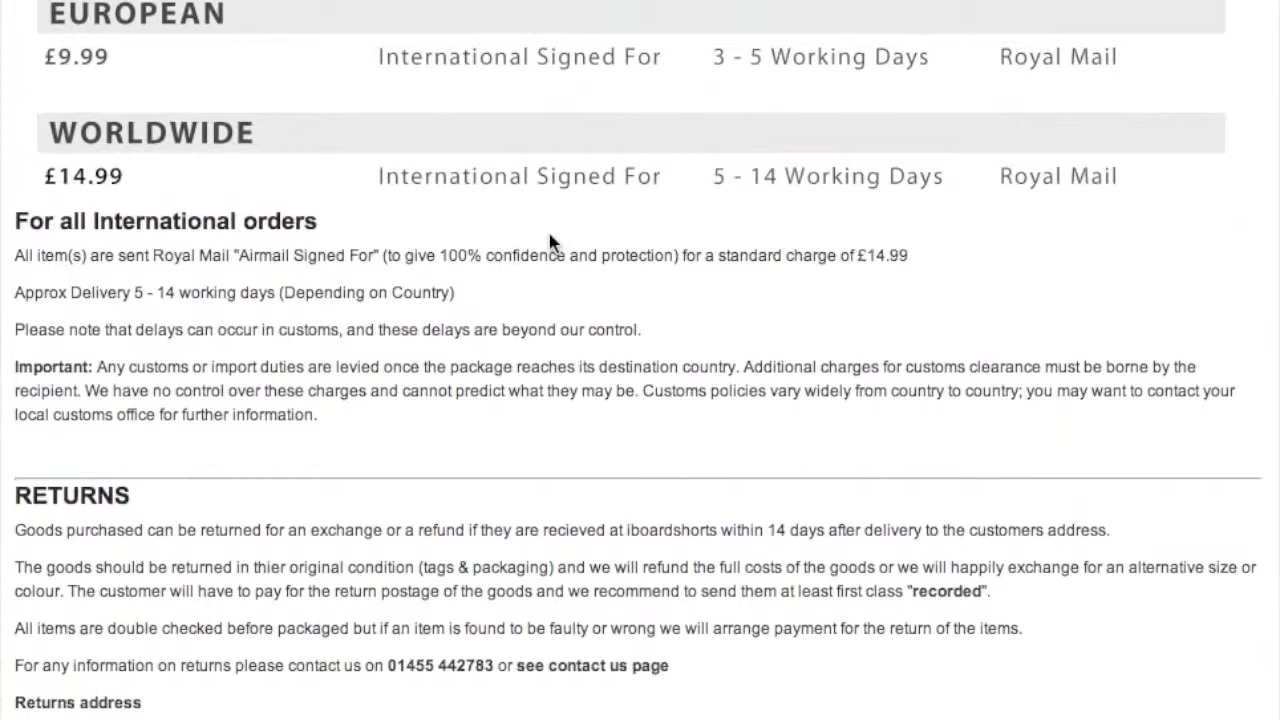 EUROPEAN
£9.99 International Signed For 3 - 5 Working Days Royal Mail
WORLDWIDE
£14.99 International Signed For 5 - 14 Working Days Royal Mail
For all International orders
All item(s) are sent Royal Mail "Airmail Signed For" (to give 100% confidence and protection) for a standard charge of £14.99
Approx Delivery 5 - 14 working days (Depending on Country)
Please note that delays can occur in customs, and these delays are beyond our control.
Important: Any customs or import duties are levied once the package reaches its destination country. Additional charges for customs clearance must be borne by the
recipient. We have no control over these charges and cannot predict what they may be. Customs policies vary widely from country to country; you may want to contact your
local customs office for further information.
RETURNS
Goods purchased can be returned for an exchange or a refund if they are recieved at iboardshorts within 14 days after delivery to the customers address.
The goods should be returned in thier original condition (tags & packaging) and we will refund the full costs of the goods or we will happily exchange for an alternative size or
colour. The customer will have to pay for the return postage of the goods and we recommend to send them at least first class "recorded".
All items are double checked before packaged but if an item is found to be faulty or wrong we will arrange payment for the return of the items.
For any information on returns please contact us on 01455 442783 or see contact us page
Returns address